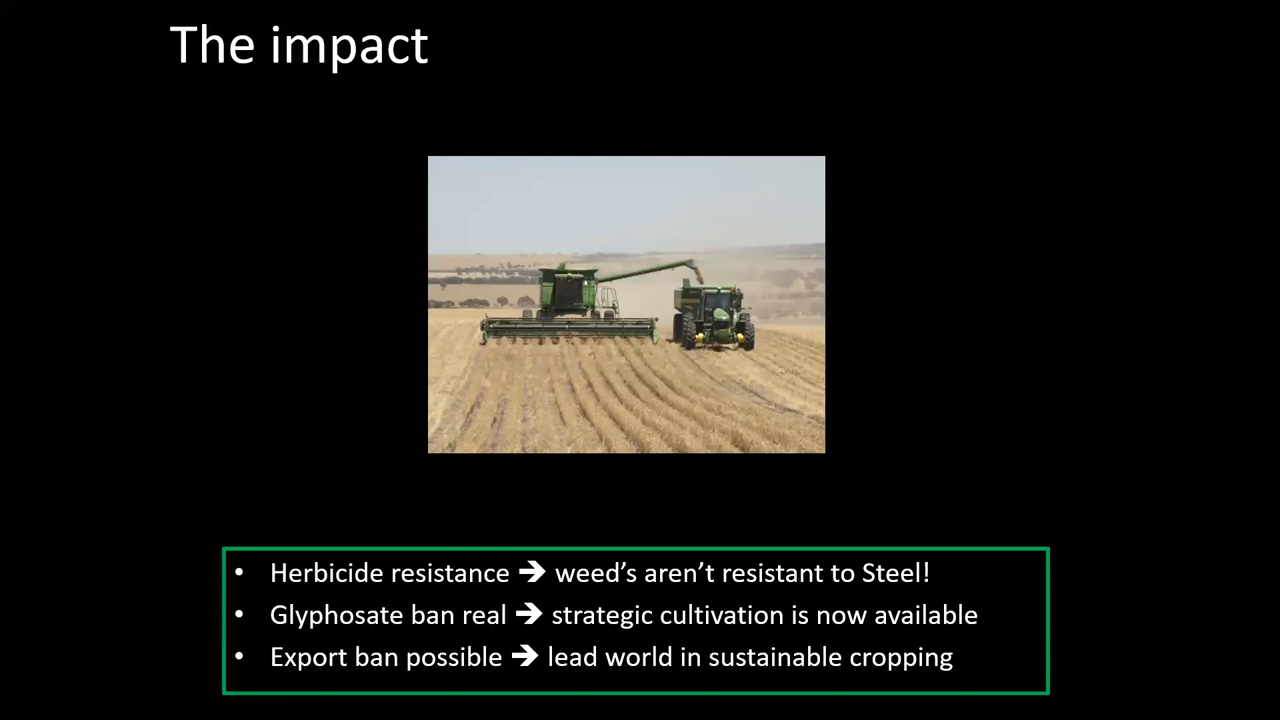 The impact
• Herbicide resistance ➔ weed's aren't resistant to Steel!
• Glyphosate ban real ➔ strategic cultivation is now available
• Export ban possible ➔ lead world in sustainable cropping